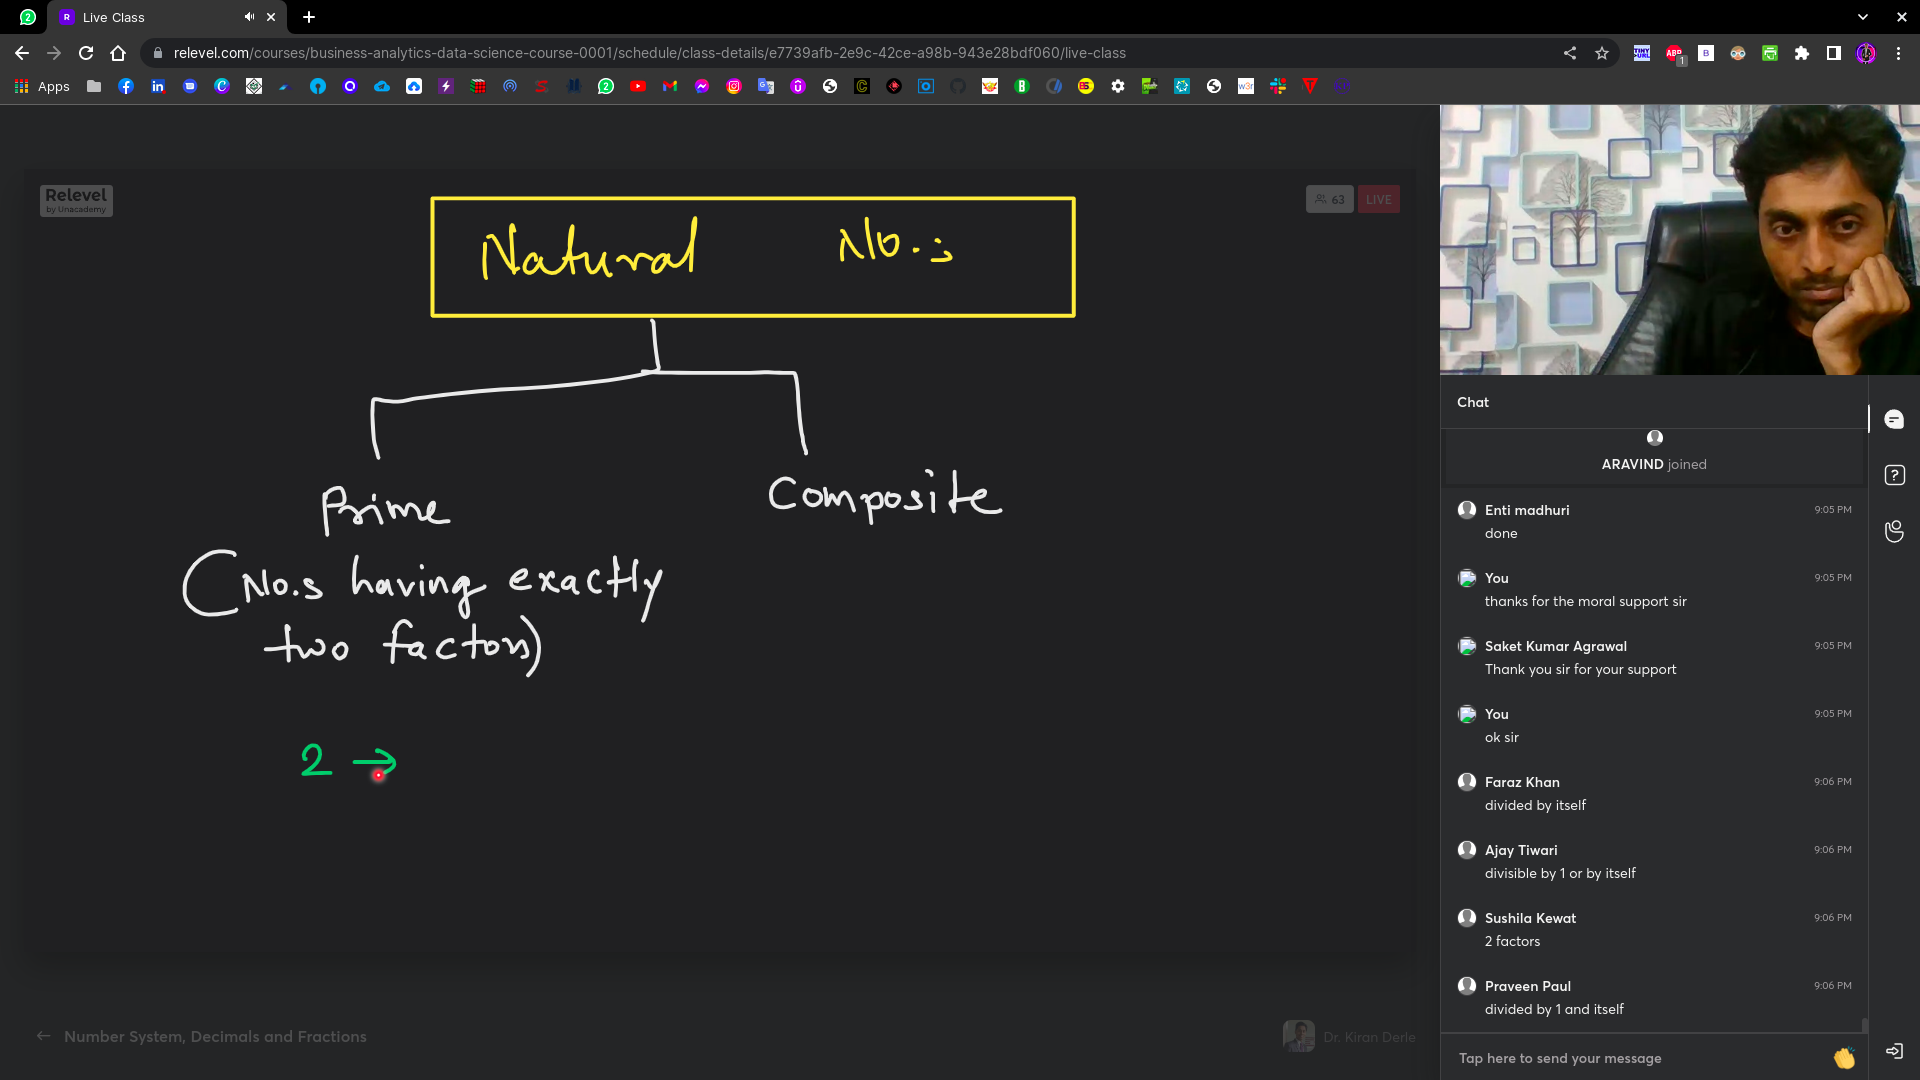 Live Class
relevel.com/courses/business-analytics-data-science-course-0001/schedule/class-details/e7739afb-2e9c-42ce-a98b-943e28bdf060/live-class
Apps
Relevel
by Unacademy
63
LIVE
Natural No.s
Prime
Composite
(No.s having exactly
two factors)
2 →
Number System, Decimals and Fractions
Dr. Kiran Derle
Chat
ARAVIND joined
Enti madhuri 9:05 PM
done
You 9:05 PM
thanks for the moral support sir
Saket Kumar Agrawal 9:05 PM
Thank you sir for your support
You 9:05 PM
ok sir
Faraz Khan 9:06 PM
divided by itself
Ajay Tiwari 9:06 PM
divisible by 1 or by itself
Sushila Kewat 9:06 PM
2 factors
Praveen Paul 9:06 PM
divided by 1 and itself
Tap here to send your message